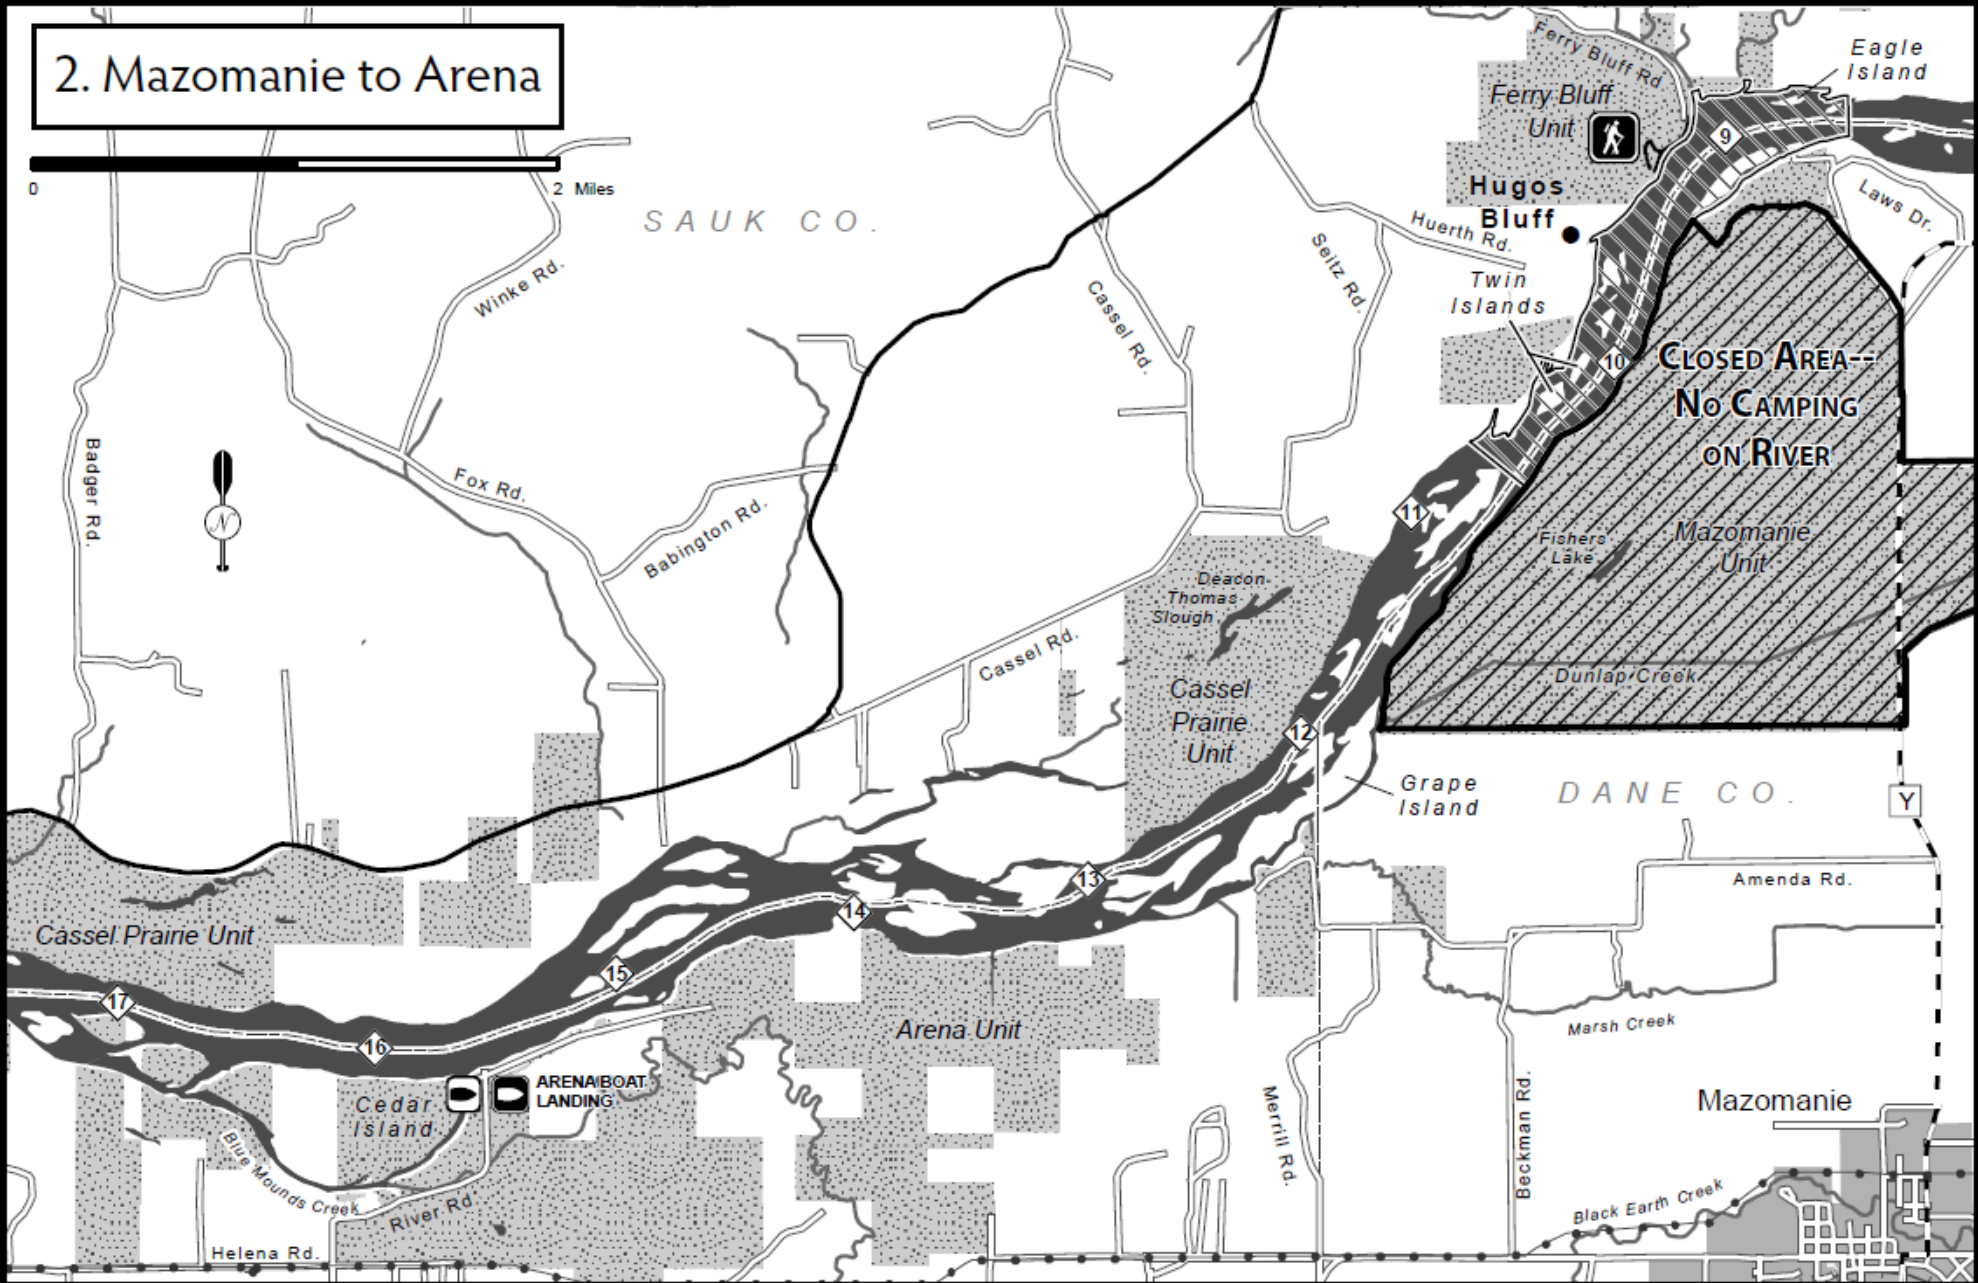 2. Mazomanie to Arena
0
2 Miles
SAUK CO.
Ferry Bluff Rd
Eagle
Island
Ferry Bluff
Unit
9
Hugos
Bluff
Laws Dr.
Huerth Rd.
Seitz Rd.
Twin
Islands
Winke Rd.
Cassel Rd.
10
CLOSED AREA--
NO CAMPING
ON RIVER
Badger Rd.
N
Fox Rd.
Babington Rd.
11
Fishers
Lake
Mazomanie
Unit
Deacon
Thomas
Slough
Cassel Rd.
Dunlap Creek
Cassel
Prairie
Unit
12
Grape
Island
DANE CO.
Y
Amenda Rd.
13
14
Cassel Prairie Unit
15
17
16
Arena Unit
Marsh Creek
ARENA BOAT
LANDING
Cedar
Island
Merrill Rd.
Beckman Rd.
Mazomanie
Blue Mounds Creek
River Rd
Black Earth Creek
Helena Rd.